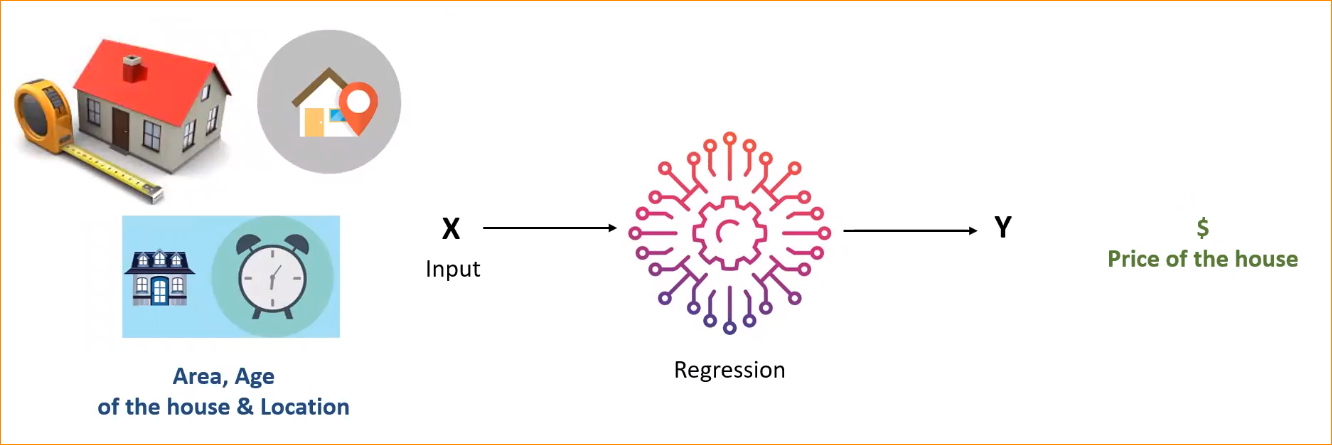 X
Input
Area, Age
of the house & Location
Regression
Y
$
Price of the house